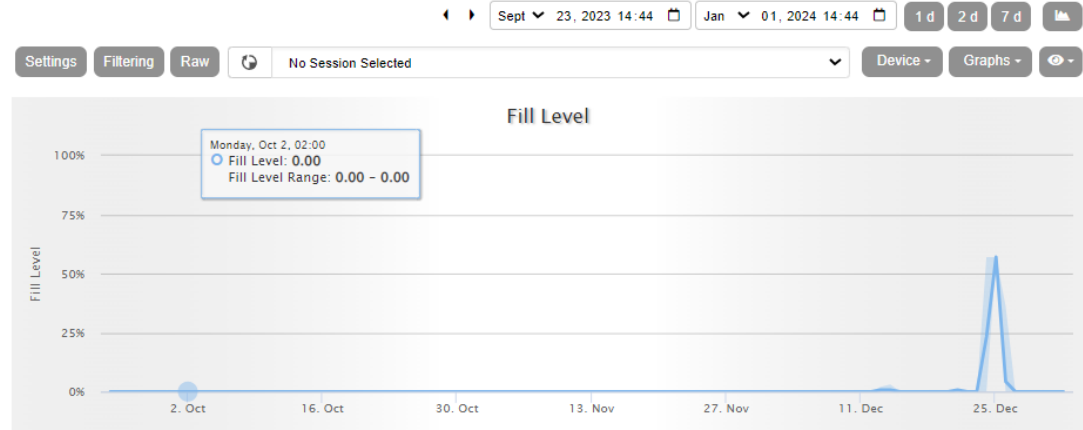 Sept 23, 2023 14:44 Jan 01, 2024 14:44 1 d 2 d 7 d
Settings Filtering Raw No Session Selected Device Graphs
Fill Level
Monday, Oct 2, 02:00
Fill Level: 0.00
Fill Level Range: 0.00 - 0.00
100%
75%
50%
25%
0%
Fill Level
2. Oct 16. Oct 30. Oct 13. Nov 27. Nov 11. Dec 25. Dec